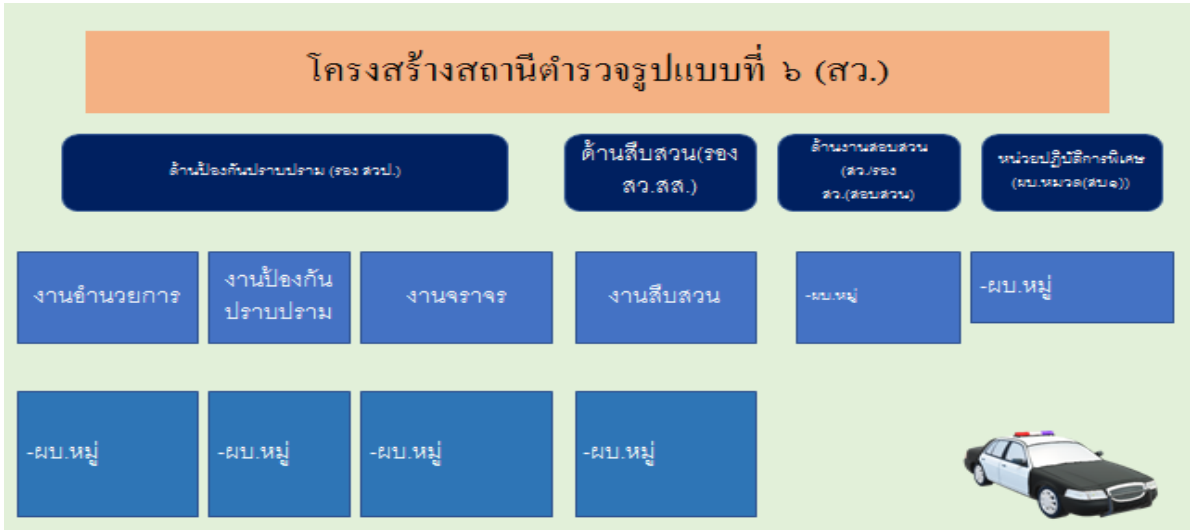 โครงสร้างสถานีตำรวจรูปแบบที่ ๖ (สว.)
ด้านป้องกันปราบปราม (รอง สวป.)
ด้านสืบสวน(รอง
สว.สส.)
ด้านงานสอบสวน
(สว./รอง
สว.(สอบสวน)
หน่วยปฏิบัติการพิเศษ
(ผบ.หมวด(สบ๑))
งานอำนวยการ
งานป้องกัน
ปราบปราม
งานจราจร
งานสืบสวน
-ผบ.หมู่
-ผบ.หมู่
-ผบ.หมู่
-ผบ.หมู่
-ผบ.หมู่
-ผบ.หมู่